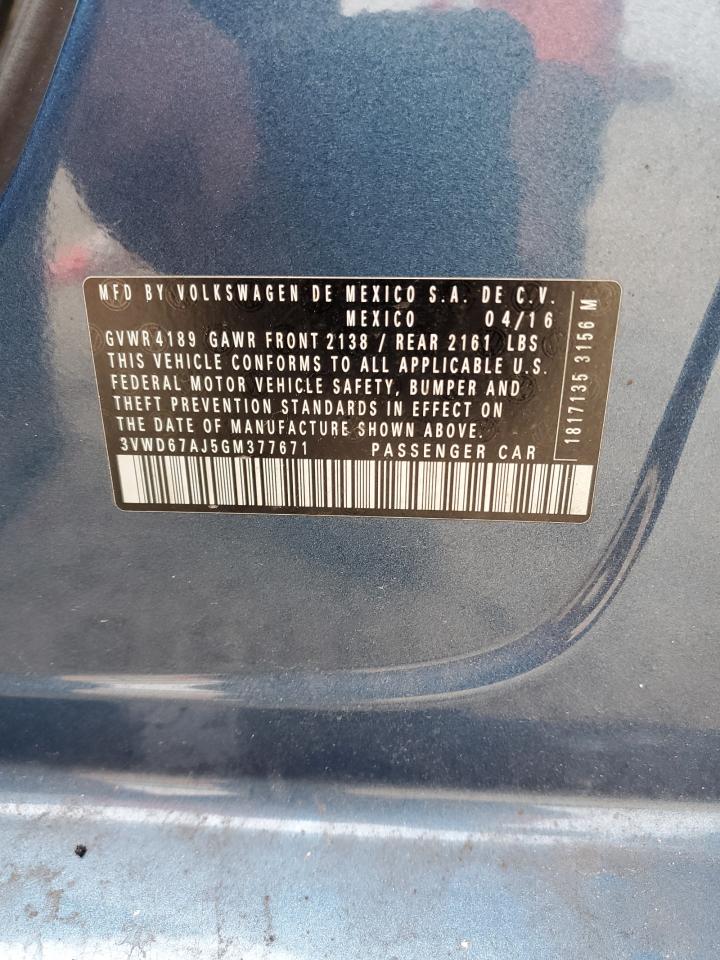 MFD BY VOLKSWAGEN DE MEXICO S.A. DE C.V.
MEXICO 04/16
GVWR 4189 GAWR FRONT 2138 / REAR 2161 LBS
THIS VEHICLE CONFORMS TO ALL APPLICABLE U.S.
FEDERAL MOTOR VEHICLE SAFETY, BUMPER AND
THEFT PREVENTION STANDARDS IN EFFECT ON
THE DATE OF MANUFACTURE SHOWN ABOVE.
3VWD67AJ5GM377671 PASSENGER CAR
1817135 3156 M